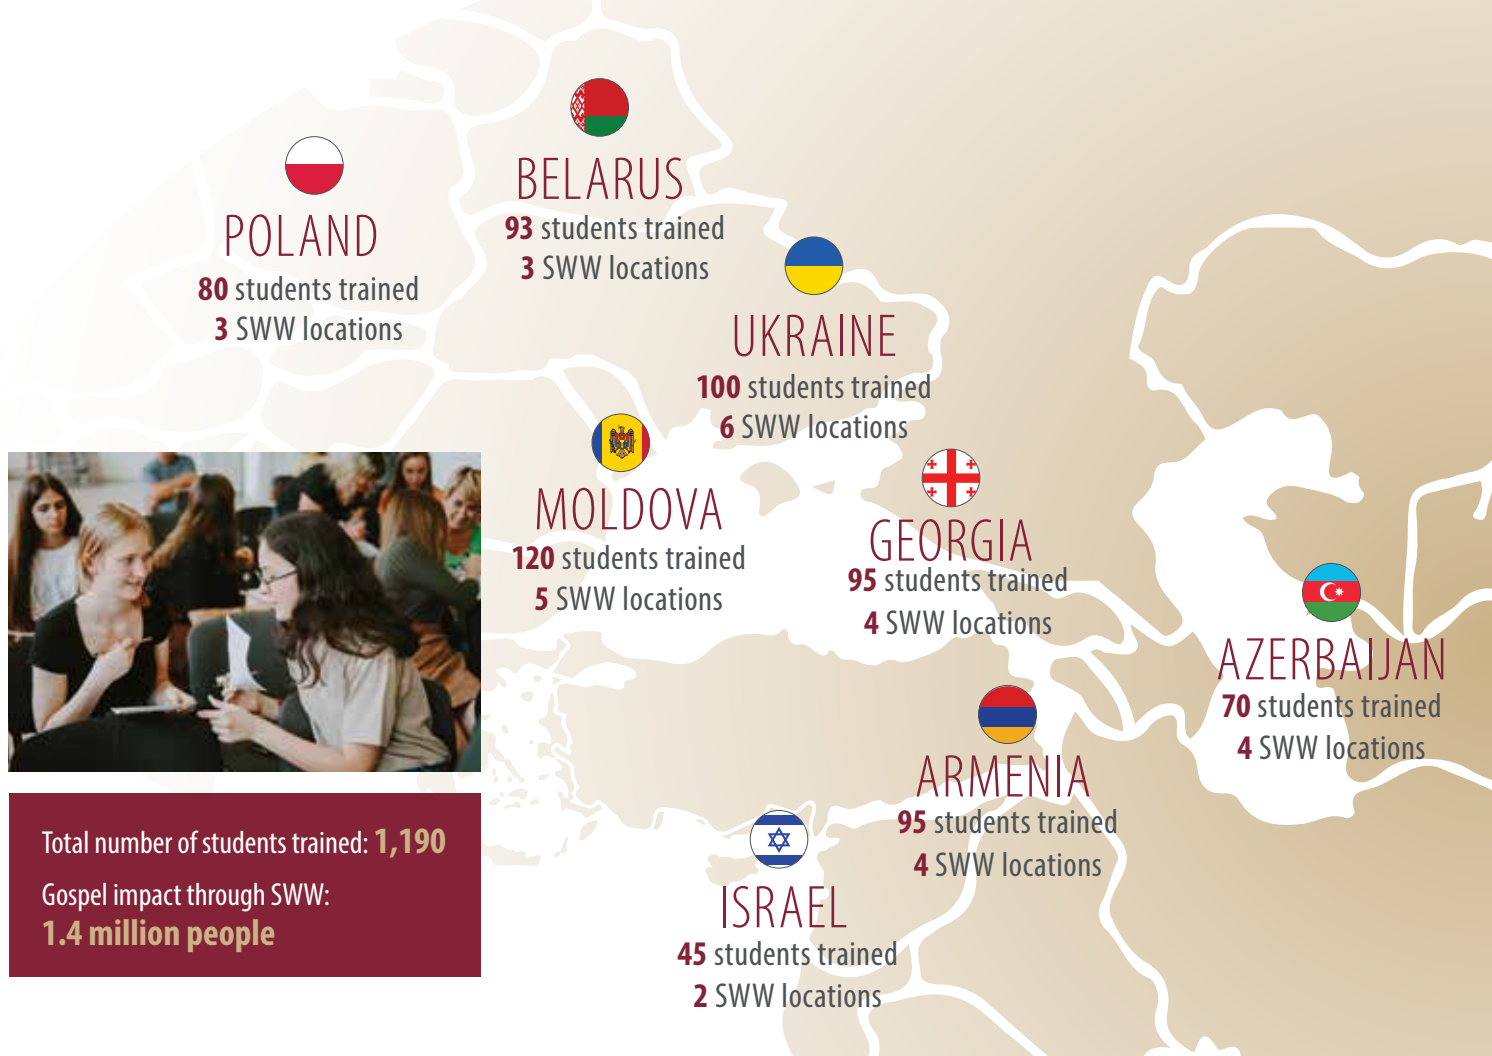 BELARUS
93 students trained
3 SWW locations
POLAND
80 students trained
3 SWW locations
UKRAINE
100 students trained
6 SWW locations
MOLDOVA
120 students trained
5 SWW locations
GEORGIA
95 students trained
4 SWW locations
AZERBAIJAN
70 students trained
4 SWW locations
ARMENIA
95 students trained
4 SWW locations
ISRAEL
45 students trained
2 SWW locations
Total number of students trained: 1,190
Gospel impact through SWW:
1.4 million people